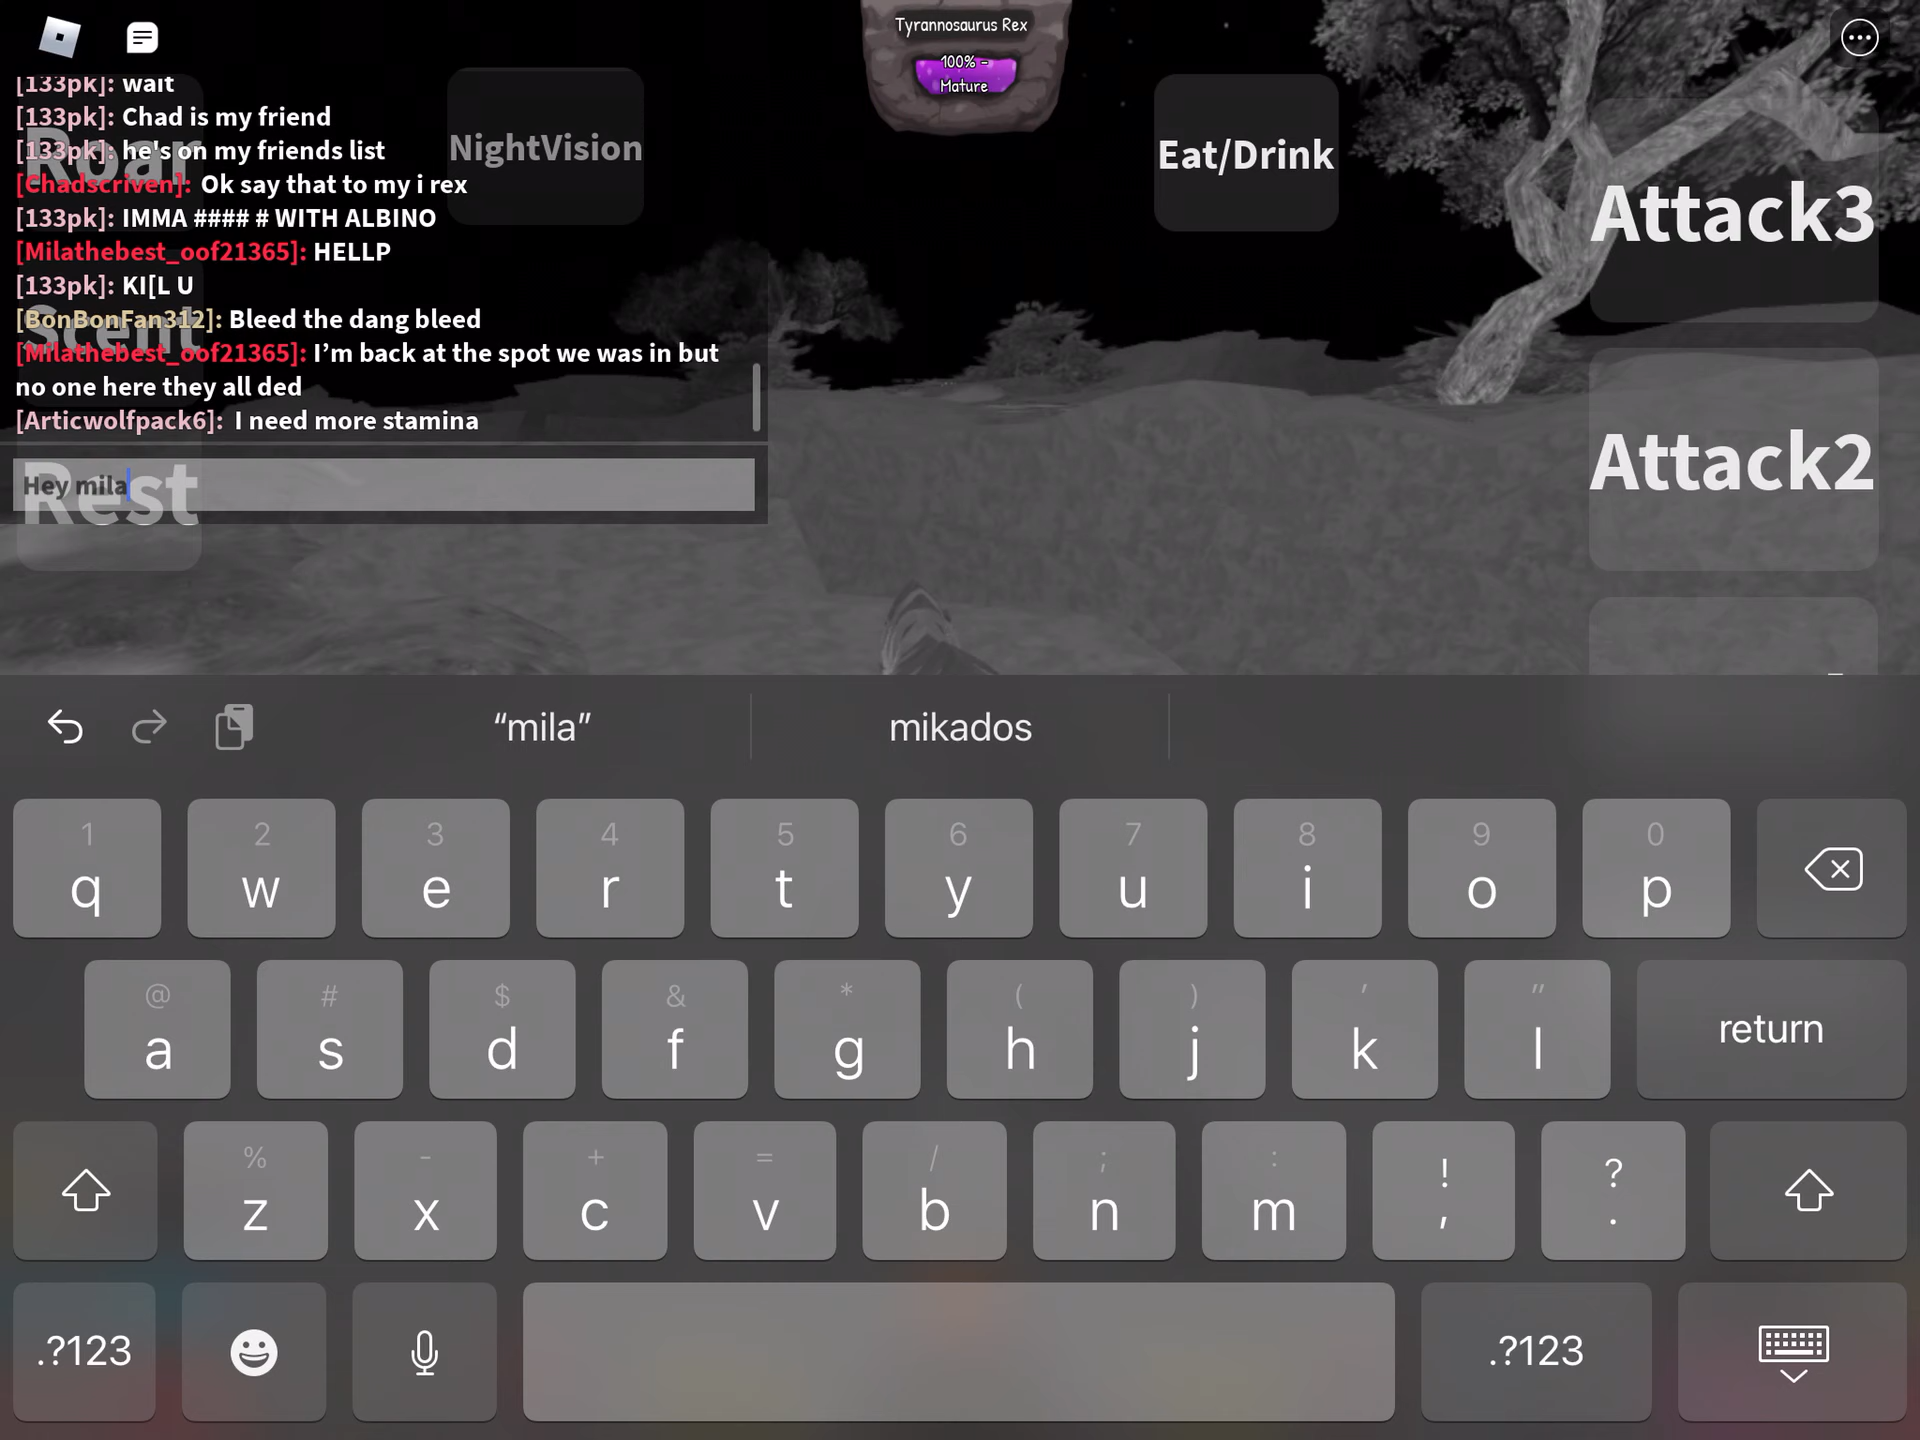 Tyrannosaurus Rex
100% -
Mature
[133pk]: wait
[133pk]: Chad is my friend
[133pk]: he's on my friends list
[Chadscriven]: Ok say that to my i rex
[133pk]: IMMA #### # WITH ALBINO
[Milathebest_oof21365]: HELLP
[133pk]: KI[L U
[BonBonFan312]: Bleed the dang bleed
[Milathebest_oof21365]: I’m back at the spot we was in but
no one here they all ded
[Articwolfpack6]: I need more stamina
Hey mila
Roar
Scent
Rest
NightVision
Eat/Drink
Attack3
Attack2
“mila” mikados
1 2 3 4 5 6 7 8 9 0
q w e r t y u i o p
@ # $ & * ( ) ' "
a s d f g h j k l return
% - + = / ; : ! ?
z x c v b n m , .
.?123 .?123